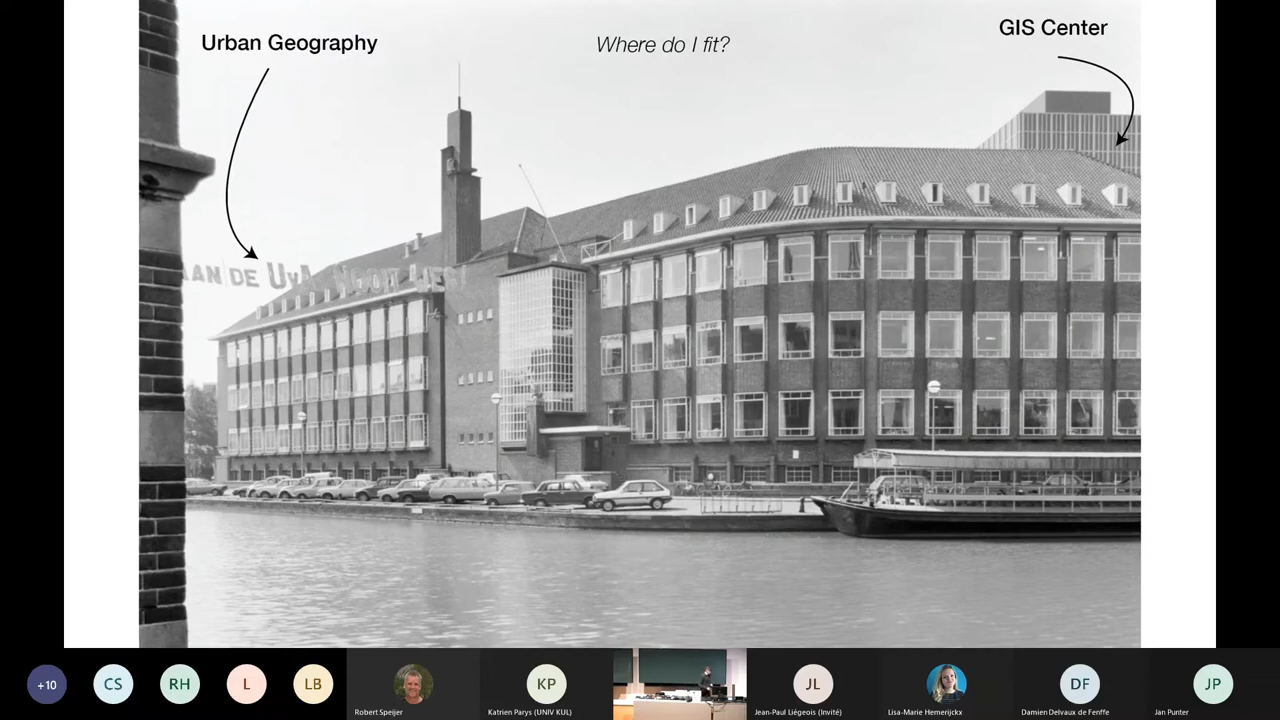 Urban Geography
Where do I fit?
GIS Center
AAN DE UvA
+10
CS
RH
L
LB
Robert Speijer
KP
Katrien Parys (UNIV KUL)
JL
Jean-Paul Liégeois (Invité)
Lisa-Marie Hemerijckx
DF
Damien Delvaux de Fenffe
JP
Jan Punter